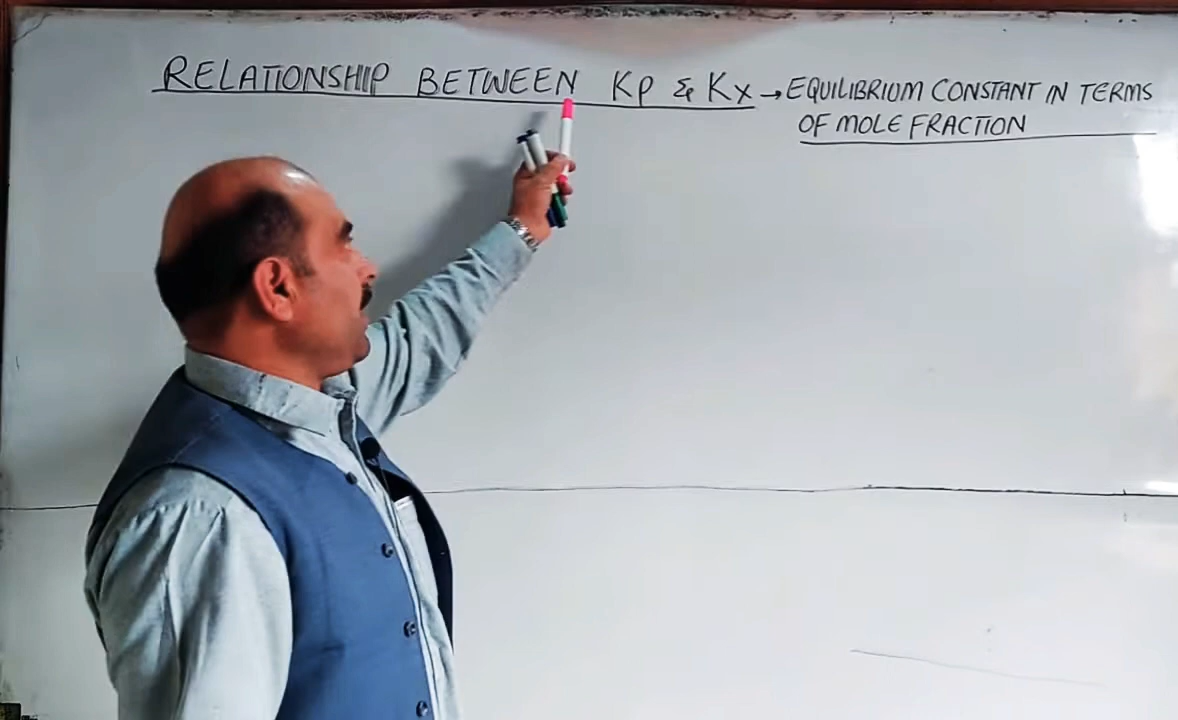 RELATIONSHIP BETWEEN Kp & Kx → EQUILIBRIUM CONSTANT IN TERMS
OF MOLE FRACTION